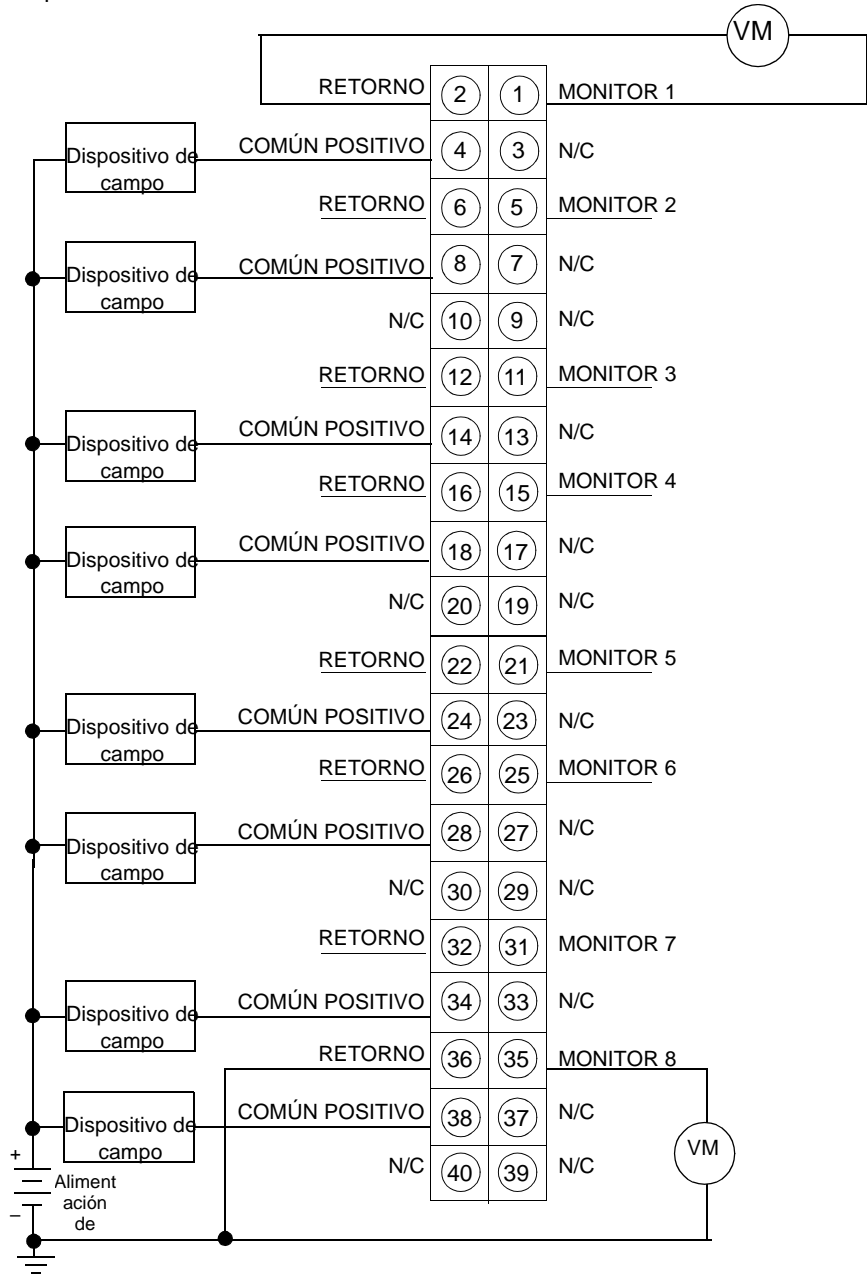 VM
RETORNO 2 1 MONITOR 1
Dispositivo de
campo
COMÚN POSITIVO 4 3 N/C
RETORNO 6 5 MONITOR 2
Dispositivo de
campo
COMÚN POSITIVO 8 7 N/C
N/C 10 9 N/C
RETORNO 12 11 MONITOR 3
Dispositivo de
campo
COMÚN POSITIVO 14 13 N/C
RETORNO 16 15 MONITOR 4
Dispositivo de
campo
COMÚN POSITIVO 18 17 N/C
N/C 20 19 N/C
RETORNO 22 21 MONITOR 5
Dispositivo de
campo
COMÚN POSITIVO 24 23 N/C
RETORNO 26 25 MONITOR 6
Dispositivo de
campo
COMÚN POSITIVO 28 27 N/C
N/C 30 29 N/C
RETORNO 32 31 MONITOR 7
Dispositivo de
campo
COMÚN POSITIVO 34 33 N/C
RETORNO 36 35 MONITOR 8
Dispositivo de
campo
COMÚN POSITIVO 38 37 N/C
VM
N/C 40 39 N/C
+
Aliment
ación
de
–